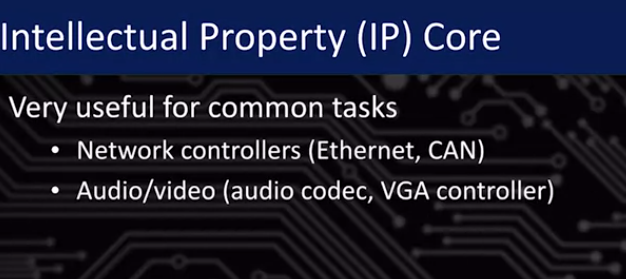 Intellectual Property (IP) Core
Very useful for common tasks
• Network controllers (Ethernet, CAN)
• Audio/video (audio codec, VGA controller)